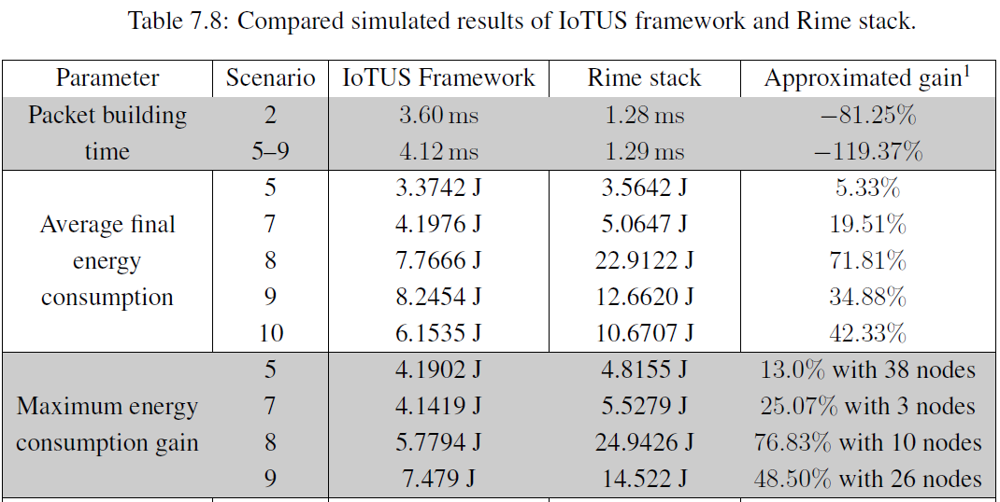 Table 7.8: Compared simulated results of IoTUS framework and Rime stack.
Parameter Scenario IoTUS Framework Rime stack Approximated gain¹
Packet building 2 3.60 ms 1.28 ms −81.25%
time 5–9 4.12 ms 1.29 ms −119.37%
5 3.3742 J 3.5642 J 5.33%
Average final 7 4.1976 J 5.0647 J 19.51%
energy 8 7.7666 J 22.9122 J 71.81%
consumption 9 8.2454 J 12.6620 J 34.88%
10 6.1535 J 10.6707 J 42.33%
5 4.1902 J 4.8155 J 13.0% with 38 nodes
Maximum energy 7 4.1419 J 5.5279 J 25.07% with 3 nodes
consumption gain 8 5.7794 J 24.9426 J 76.83% with 10 nodes
9 7.479 J 14.522 J 48.50% with 26 nodes